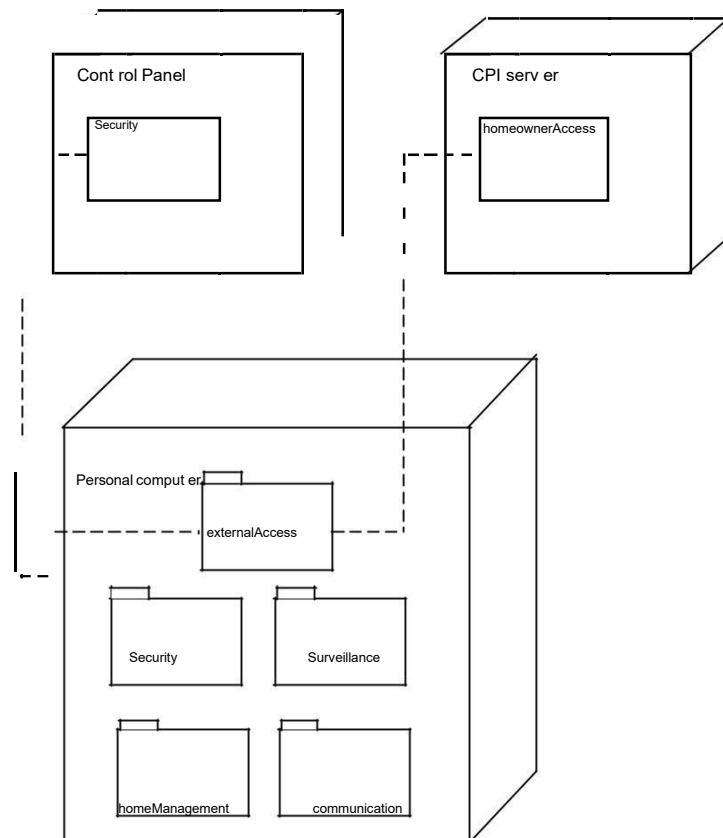 Cont rol Panel
CPI serv er
Security
homeownerAccess
Personal comput er
externalAccess
Security
Surveillance
homeManagement
communication